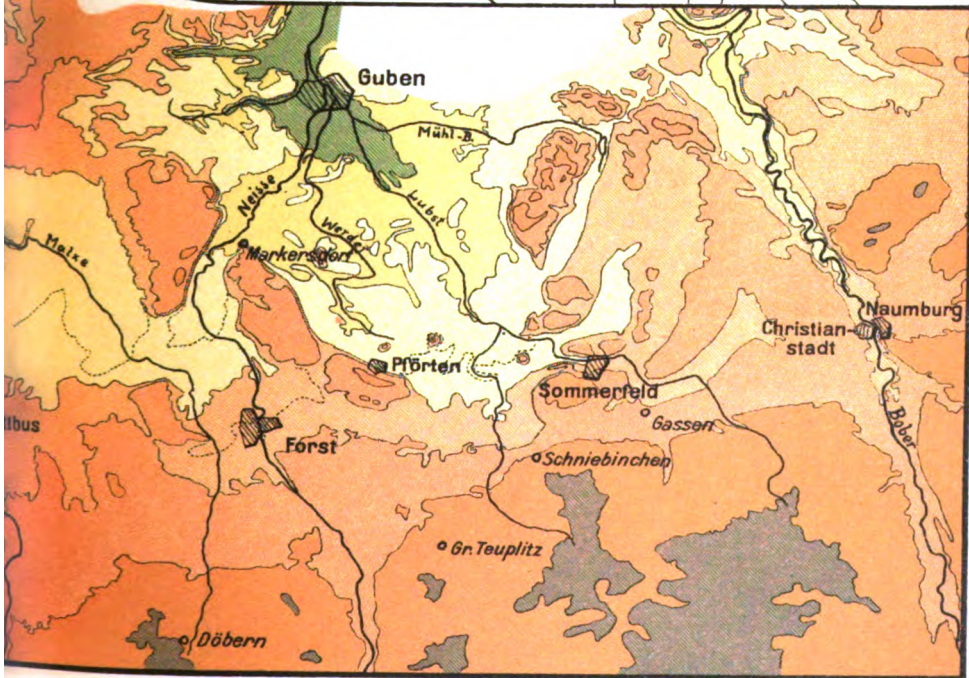 Guben
Mühl-B.
Neisse
Lubst
Werder
Malxe
Markersdorf
Naumburg
Christian-
stadt
Pförten
Sommerfeld
Gassen
Bober
Forst
Schniebinchen
Gr. Teuplitz
Döbern